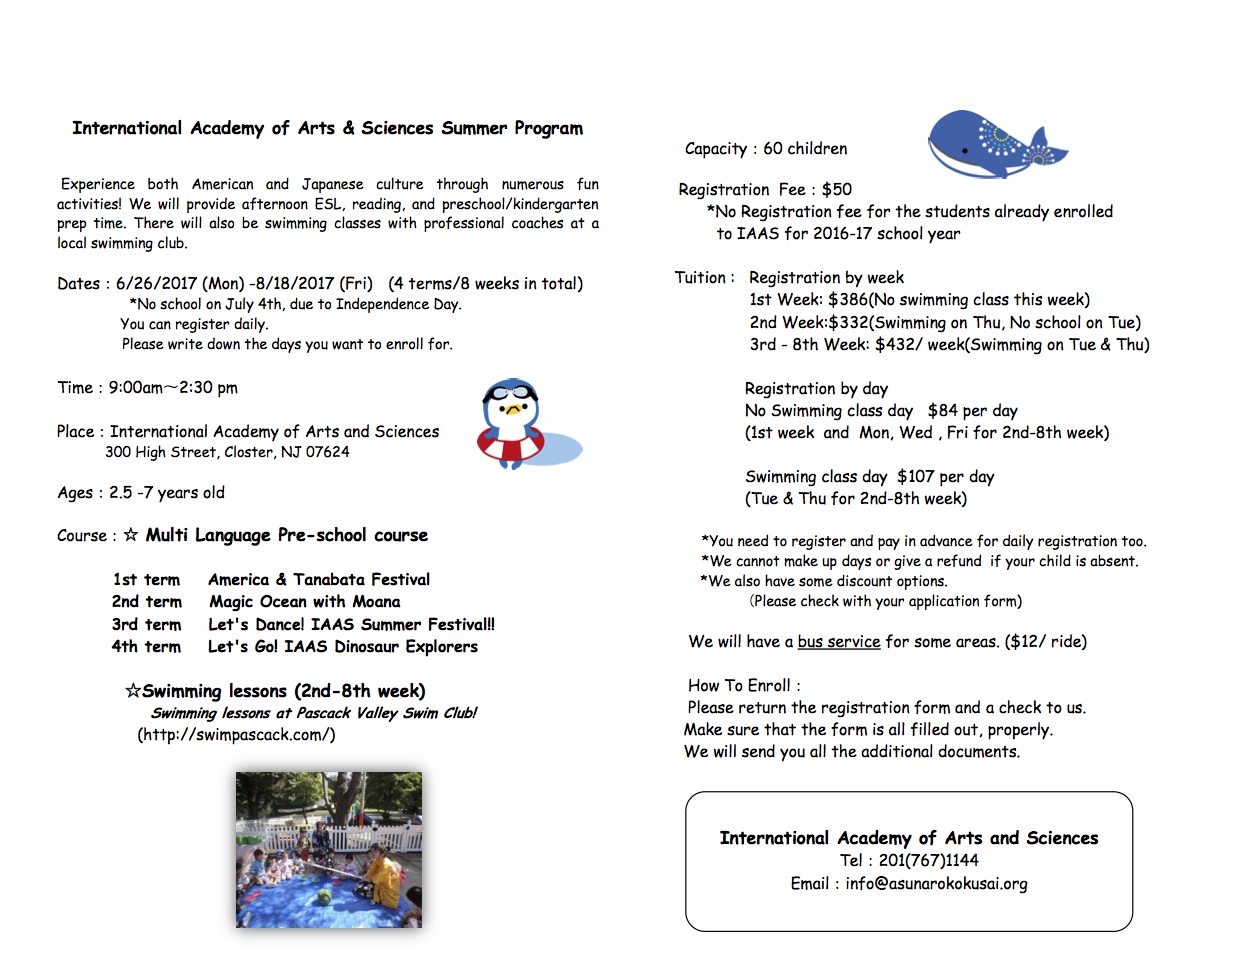 International Academy of Arts & Sciences Summer Program
Experience both American and Japanese culture through numerous fun
activities! We will provide afternoon ESL, reading, and preschool/kindergarten
prep time. There will also be swimming classes with professional coaches at a
local swimming club.
Dates : 6/26/2017 (Mon) -8/18/2017 (Fri) (4 terms/8 weeks in total)
*No school on July 4th, due to Independence Day.
You can register daily.
Please write down the days you want to enroll for.
Time : 9:00am～2:30 pm
Place : International Academy of Arts and Sciences
300 High Street, Closter, NJ 07624
Ages : 2.5 -7 years old
Course : ☆ Multi Language Pre-school course
1st term America & Tanabata Festival
2nd term Magic Ocean with Moana
3rd term Let's Dance! IAAS Summer Festival!!
4th term Let's Go! IAAS Dinosaur Explorers
☆Swimming lessons (2nd-8th week)
Swimming lessons at Pascack Valley Swim Club!
(http://swimpascack.com/)
Capacity : 60 children
Registration Fee : $50
*No Registration fee for the students already enrolled
to IAAS for 2016-17 school year
Tuition : Registration by week
1st Week: $386(No swimming class this week)
2nd Week:$332(Swimming on Thu, No school on Tue)
3rd - 8th Week: $432/ week(Swimming on Tue & Thu)
Registration by day
No Swimming class day $84 per day
(1st week and Mon, Wed , Fri for 2nd-8th week)
Swimming class day $107 per day
(Tue & Thu for 2nd-8th week)
*You need to register and pay in advance for daily registration too.
*We cannot make up days or give a refund if your child is absent.
*We also have some discount options.
(Please check with your application form)
We will have a bus service for some areas. ($12/ ride)
How To Enroll :
Please return the registration form and a check to us.
Make sure that the form is all filled out, properly.
We will send you all the additional documents.
International Academy of Arts and Sciences
Tel : 201(767)1144
Email : info@asunarokokusai.org